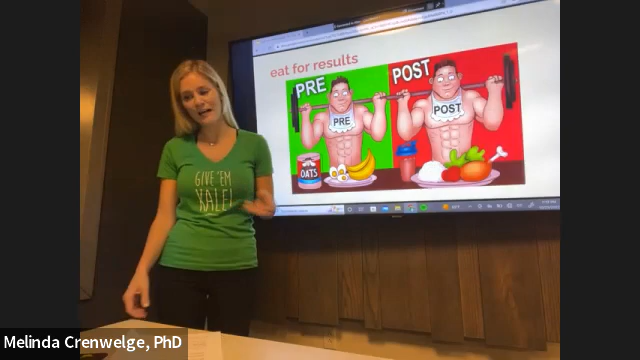 eat for results
PRE
POST
PRE
POST
OATS
GIVE 'EM
KALE!
Melinda Crenwelge, PhD